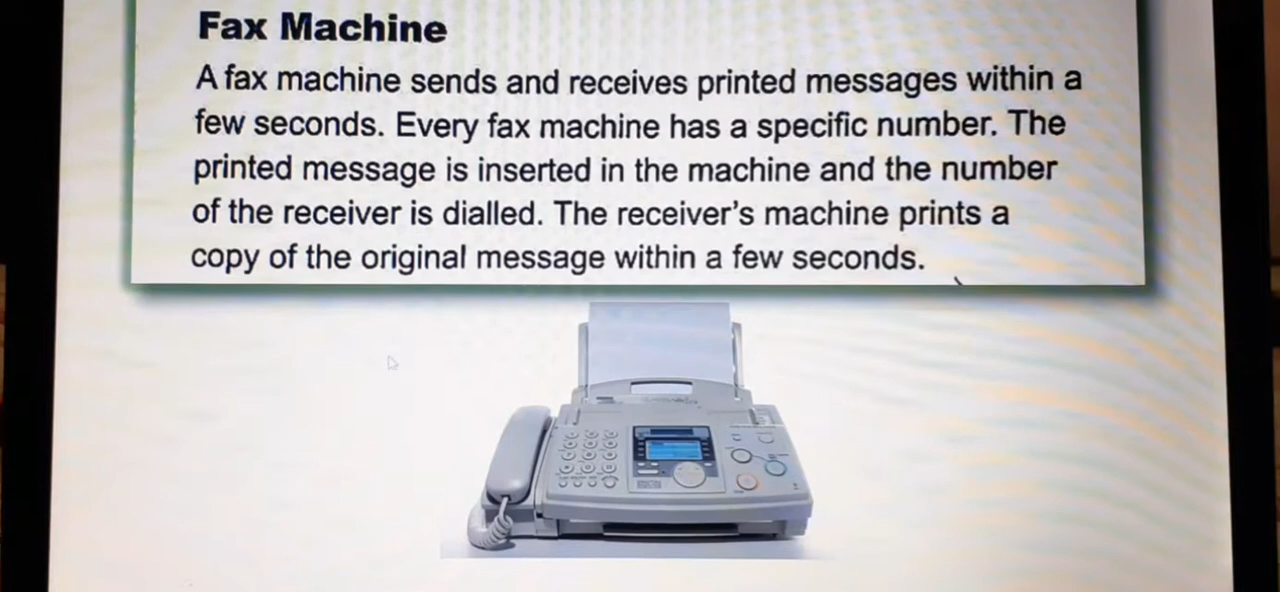 Fax Machine
A fax machine sends and receives printed messages within a
few seconds. Every fax machine has a specific number. The
printed message is inserted in the machine and the number
of the receiver is dialled. The receiver's machine prints a
copy of the original message within a few seconds.